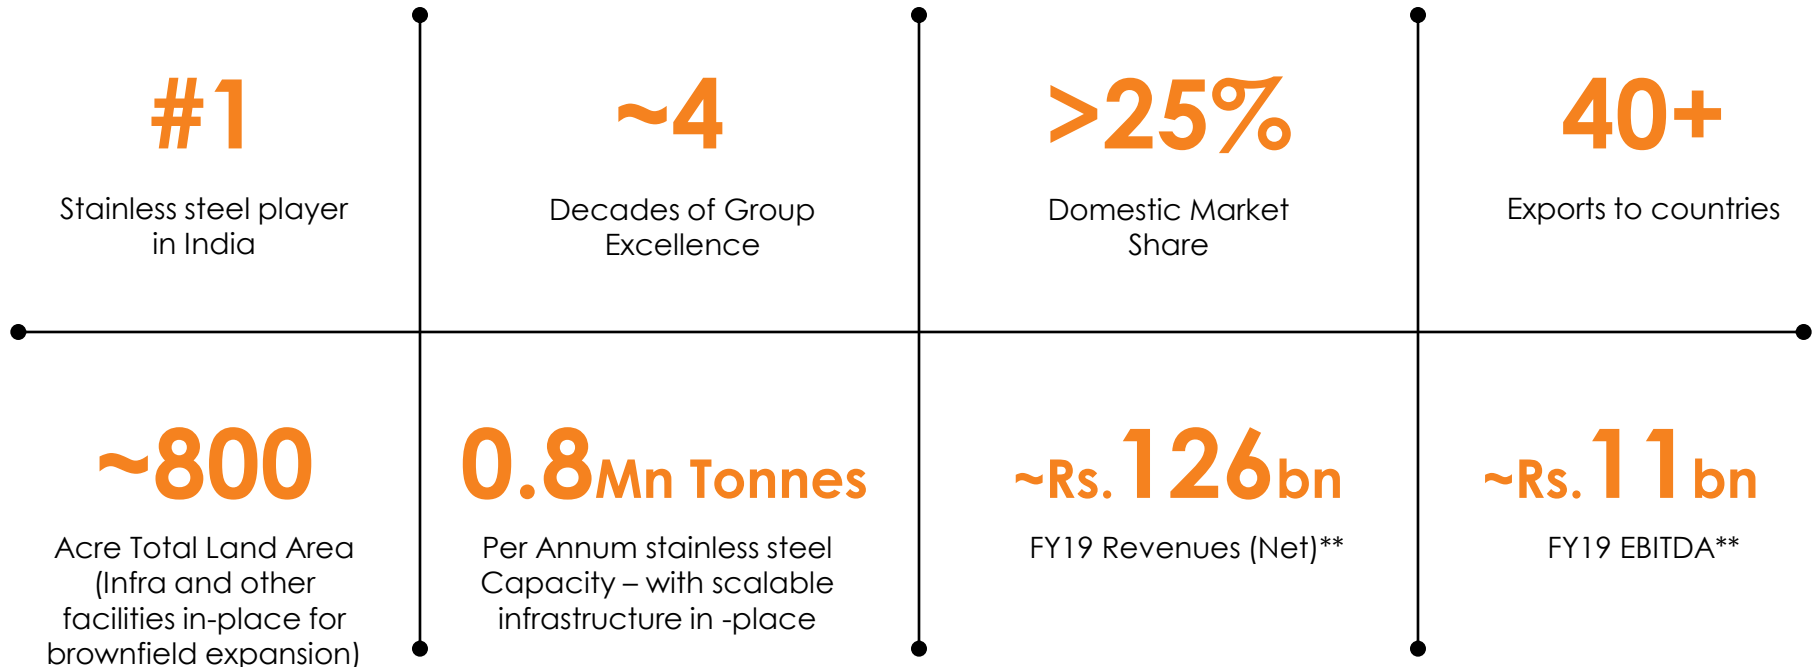 #1
Stainless steel player
in India
~4
Decades of Group
Excellence
>25%
Domestic Market
Share
40+
Exports to countries
~800
Acre Total Land Area
(Infra and other
facilities in-place for
brownfield expansion)
0.8Mn Tonnes
Per Annum stainless steel
Capacity – with scalable
infrastructure in -place
~Rs.126bn
FY19 Revenues (Net)**
~Rs.11bn
FY19 EBITDA**